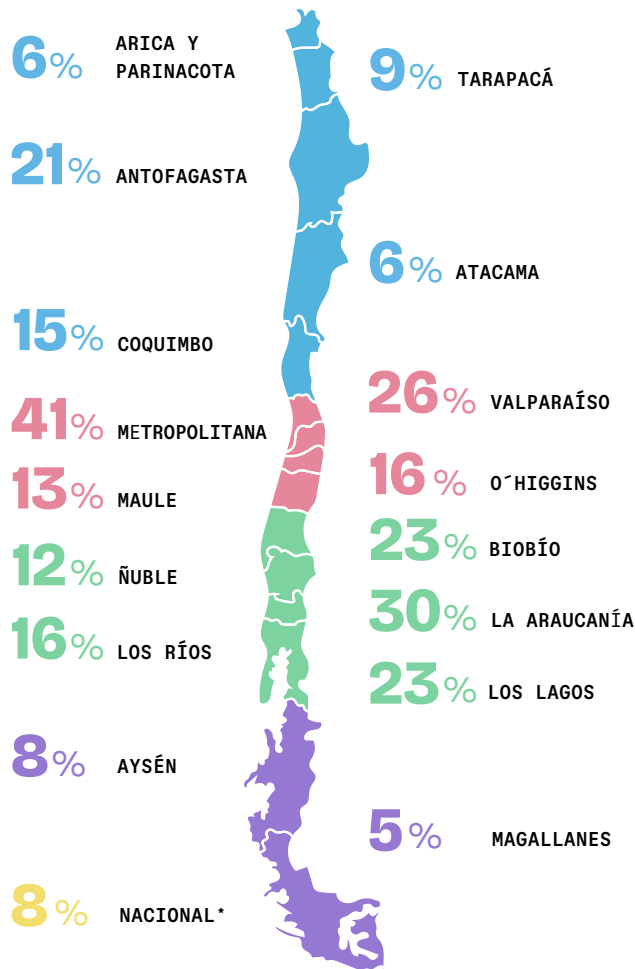 6% ARICA Y
PARINACOTA
9% TARAPACÁ
21% ANTOFAGASTA
6% ATACAMA
15% COQUIMBO
26% VALPARAÍSO
41% METROPOLITANA
16% O´HIGGINS
13% MAULE
23% BIOBÍO
12% ÑUBLE
30% LA ARAUCANÍA
16% LOS RÍOS
23% LOS LAGOS
8% AYSÉN
5% MAGALLANES
8% NACIONAL*